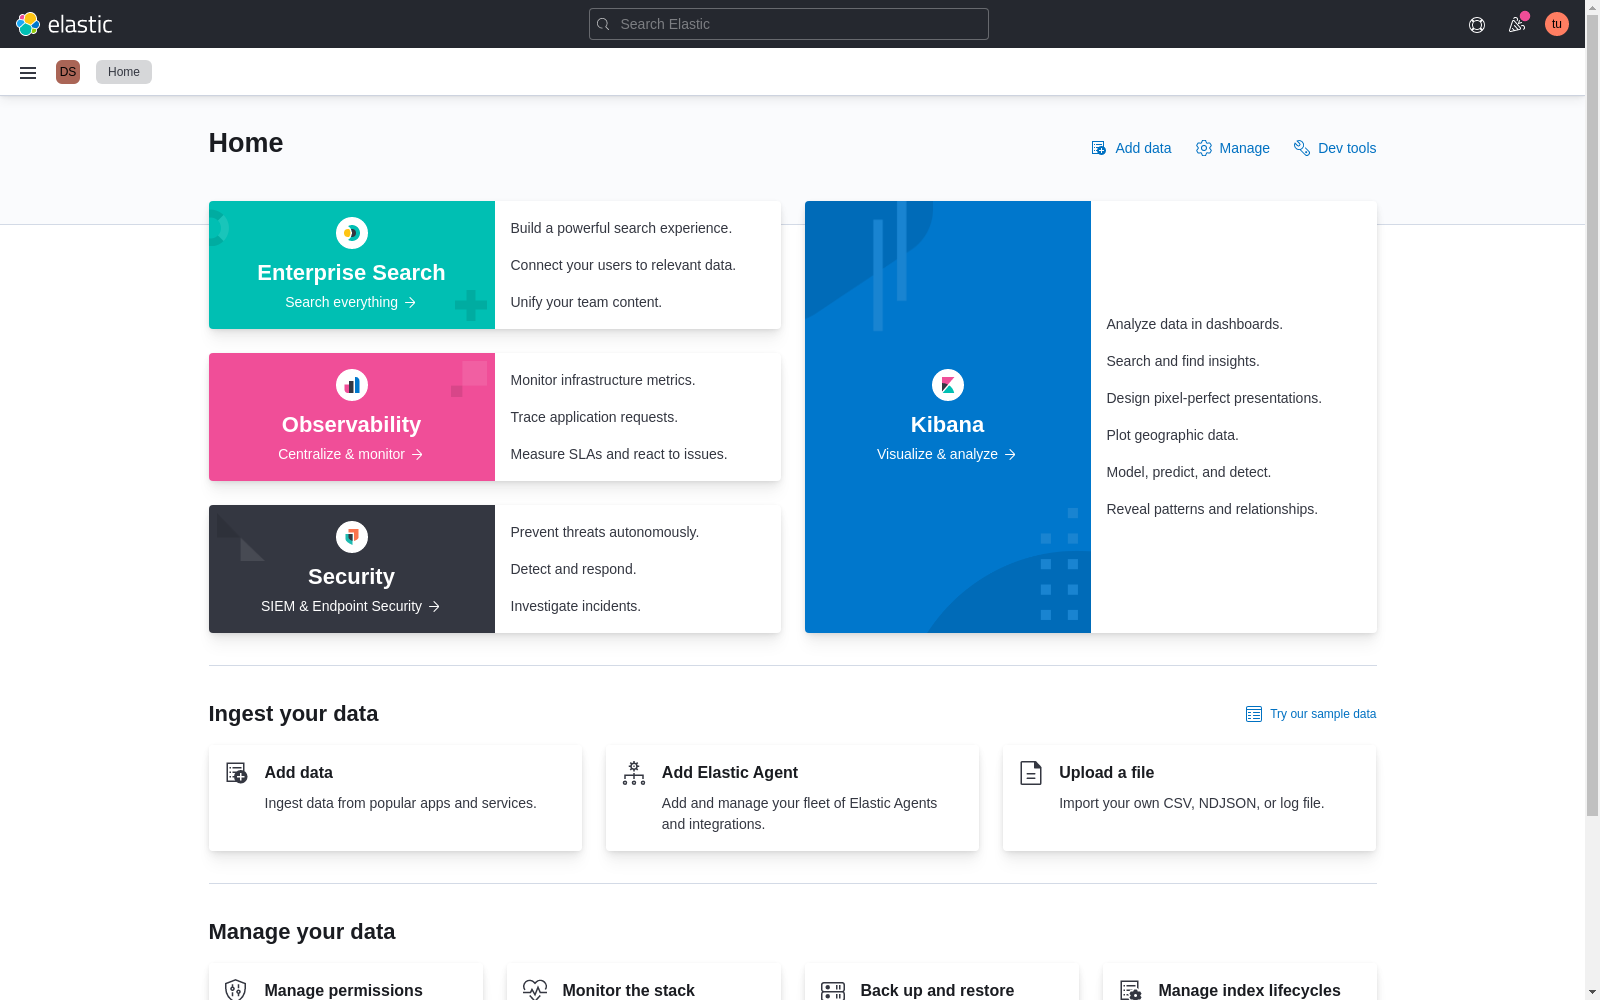 elastic
Search Elastic
tu
DS
Home
Home
Add data
Manage
Dev tools
Enterprise Search
Search everything
Build a powerful search experience.
Connect your users to relevant data.
Unify your team content.
Observability
Centralize & monitor
Monitor infrastructure metrics.
Trace application requests.
Measure SLAs and react to issues.
Security
SIEM & Endpoint Security
Prevent threats autonomously.
Detect and respond.
Investigate incidents.
Kibana
Visualize & analyze
Analyze data in dashboards.
Search and find insights.
Design pixel-perfect presentations.
Plot geographic data.
Model, predict, and detect.
Reveal patterns and relationships.
Ingest your data
Try our sample data
Add data
Ingest data from popular apps and services.
Add Elastic Agent
Add and manage your fleet of Elastic Agents
and integrations.
Upload a file
Import your own CSV, NDJSON, or log file.
Manage your data
Manage permissions
Monitor the stack
Back up and restore
Manage index lifecycles